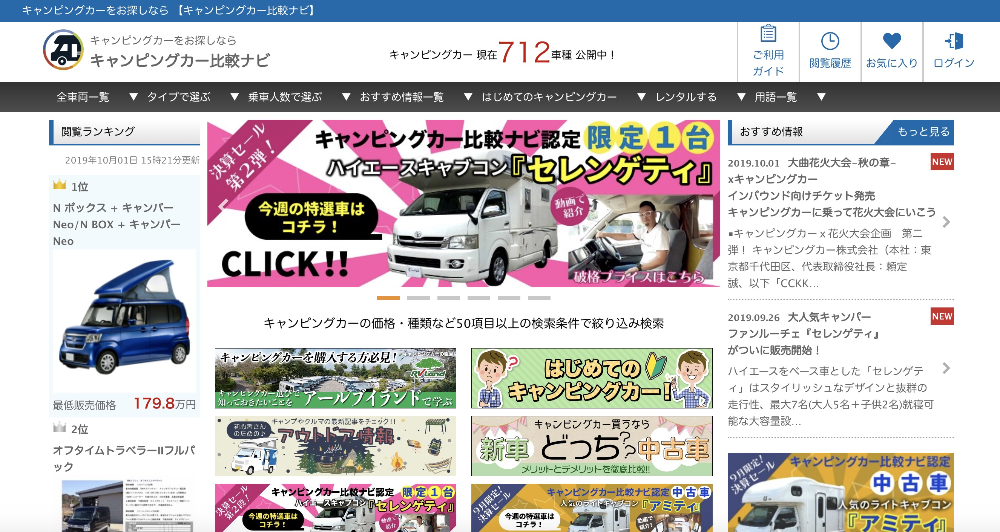 キャンピングカーをお探しなら 【キャンピングカー比較ナビ】
キャンピングカーをお探しなら
キャンピングカー比較ナビ
キャンピングカー 現在712車種 公開中！
ご利用
ガイド
閲覧履歴
お気に入り
ログイン
全車両一覧 ▼ タイプで選ぶ ▼ 乗車人数で選ぶ ▼ おすすめ情報一覧 ▼ はじめてのキャンピングカー ▼ レンタルする ▼ 用語一覧 ▼
閲覧ランキング
2019年10月01日 15時21分更新
1位
N ボックス + キャンパー
Neo/N BOX + キャンパー
Neo
最低販売価格 179.8万円
2位
オフタイムトラベラーIIフルパ
ック
決算セール
第２弾！
キャンピングカー比較ナビ認定 限定１台
ハイエースキャブコン『セレンゲティ』
今週の特選車は
コチラ！
CLICK!!
動画で
紹介
破格プライスはこちら
キャンピングカーの価格・種類など50項目以上の検索条件で絞り込み検索
キャンピングカーを購入する方必見！
キャンピングカーの楽園
RV Land
キャンピングカー選びで
知っておきたいことを アールブイランドで学ぶ
?
はじめての
キャンピングカー！
キャンプやクルマの最新記事をチェック!!
初心者さん
のための♪
アウトドア情報
キャンピングカー買うなら
新車 どっち?? 中古車
メリットとデメリットを徹底比較!!
決算セール
第２段！
キャンピングカー比較ナビ認定 限定１台
ハイエースキャブコン『セレンゲティ』
今週の特選車は
コチラ！
動画で
紹介
9月限定！
決算セール
キャンピングカー比較ナビ認定 中古車
人気のライトキャブコン『アミティ』
今週の特選車は
コチラ！
動画で
紹介！
おすすめ情報
もっと見る
2019.10.01 大曲花火大会−秋の章− NEW
xキャンピングカー
インバウンド向けチケット発売
キャンピングカーに乗って花火大会にいこう
▪キャンピングカー x 花火大会企画　第二
弾！ キャンピングカー株式会社（本社：東
京都千代田区、代表取締役社長：頼定
誠、以下「CCKK…
2019.09.26 大人気キャンパー NEW
ファンルーチェ『セレンゲティ』
がついに販売開始！
ハイエースをベース車とした「セレンゲテ
ィ」はスタイリッシュなデザインと抜群の
走行性、最大7名(大人5名＋子供2名)就寝可
能な大容量設…
9月限定！
決算セール
キャンピングカー比較ナビ認定
中古車
人気のライトキャブコン
『アミティ』